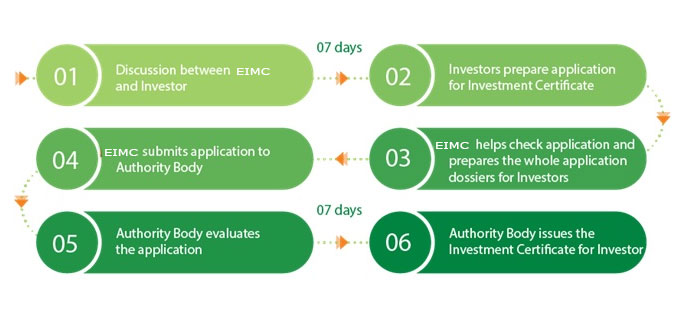 07 days
01
Discussion between EIMC
and Investor
02
Investors prepare application
for Investment Certificate
03
EIMC helps check application and
prepares the whole application
dossiers for Investors
04
EIMC submits application to
Authority Body
05
Authority Body evaluates
the application
07 days
06
Authority Body issues the
Investment Certificate for Investor